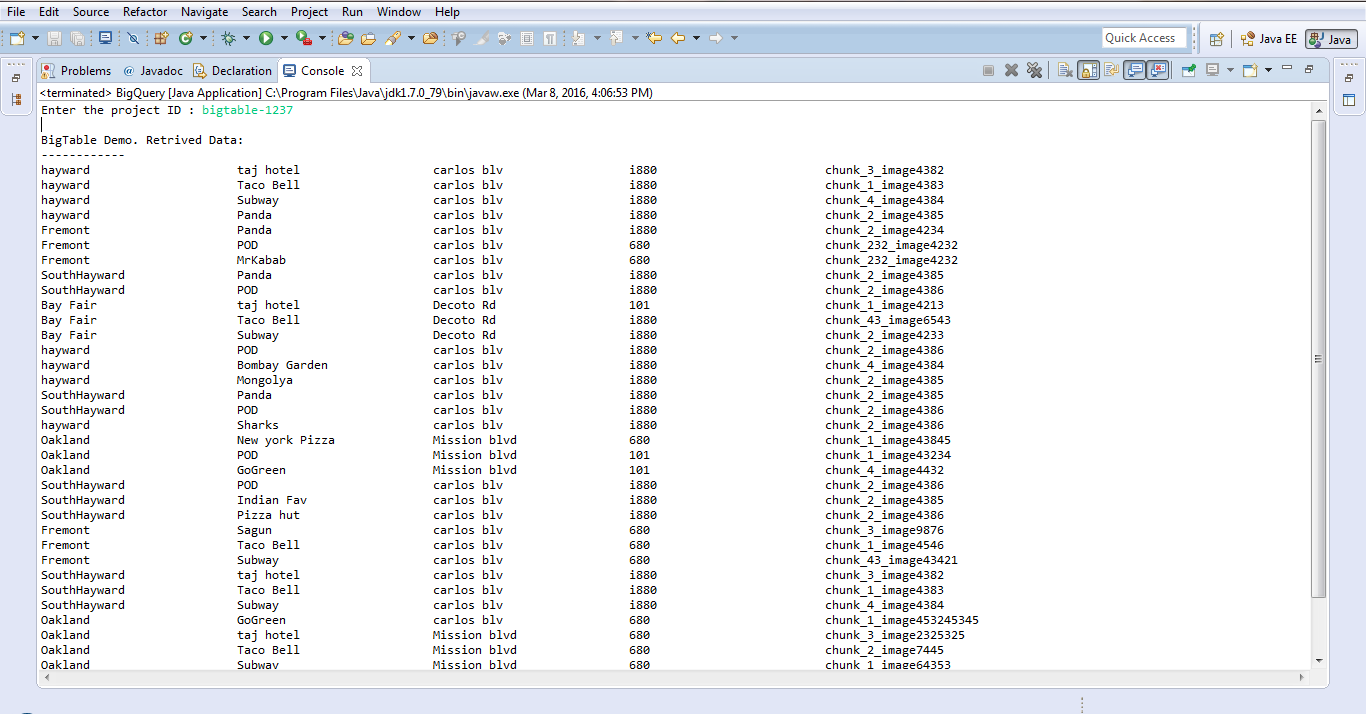 File Edit Source Refactor Navigate Search Project Run Window Help
Quick Access Java EE Java
Problems @ Javadoc Declaration Console
<terminated> BigQuery [Java Application] C:\Program Files\Java\jdk1.7.0_79\bin\javaw.exe (Mar 8, 2016, 4:06:53 PM)
Enter the project ID : bigtable-1237
BigTable Demo. Retrived Data:
------------
hayward taj hotel carlos blv i880 chunk_3_image4382
hayward Taco Bell carlos blv i880 chunk_1_image4383
hayward Subway carlos blv i880 chunk_4_image4384
hayward Panda carlos blv i880 chunk_2_image4385
Fremont Panda carlos blv i880 chunk_2_image4234
Fremont POD carlos blv 680 chunk_232_image4232
Fremont MrKabab carlos blv 680 chunk_232_image4232
SouthHayward Panda carlos blv i880 chunk_2_image4385
SouthHayward POD carlos blv i880 chunk_2_image4386
Bay Fair taj hotel Decoto Rd 101 chunk_1_image4213
Bay Fair Taco Bell Decoto Rd i880 chunk_43_image6543
Bay Fair Subway Decoto Rd i880 chunk_2_image4233
hayward POD carlos blv i880 chunk_2_image4386
hayward Bombay Garden carlos blv i880 chunk_4_image4384
hayward Mongolya carlos blv i880 chunk_2_image4385
SouthHayward Panda carlos blv i880 chunk_2_image4385
SouthHayward POD carlos blv i880 chunk_2_image4386
hayward Sharks carlos blv i880 chunk_2_image4386
Oakland New york Pizza Mission blvd 680 chunk_1_image43845
Oakland POD Mission blvd 101 chunk_1_image43234
Oakland GoGreen Mission blvd 101 chunk_4_image4432
SouthHayward POD carlos blv i880 chunk_2_image4386
SouthHayward Indian Fav carlos blv i880 chunk_2_image4385
SouthHayward Pizza hut carlos blv i880 chunk_2_image4386
Fremont Sagun carlos blv 680 chunk_3_image9876
Fremont Taco Bell carlos blv 680 chunk_1_image4546
Fremont Subway carlos blv 680 chunk_43_image43421
SouthHayward taj hotel carlos blv i880 chunk_3_image4382
SouthHayward Taco Bell carlos blv i880 chunk_1_image4383
SouthHayward Subway carlos blv i880 chunk_4_image4384
Oakland GoGreen carlos blv 680 chunk_1_image453245345
Oakland taj hotel Mission blvd 680 chunk_3_image2325325
Oakland Taco Bell Mission blvd 680 chunk_2_image7445
Oakland Subway Mission blvd 680 chunk_1_image64353